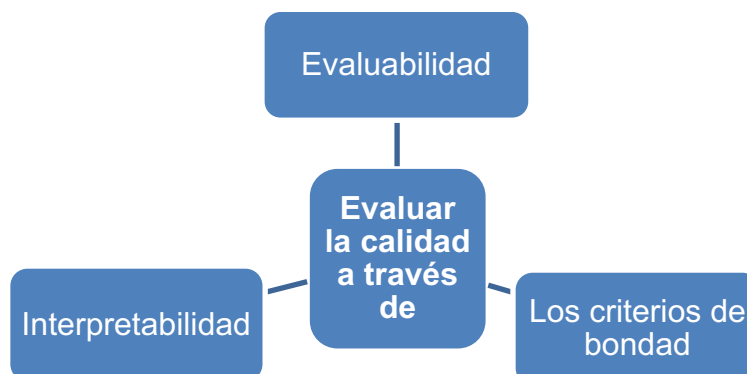 Evaluabilidad
Evaluar
la calidad
a través
de
Interpretabilidad
Los criterios de
bondad